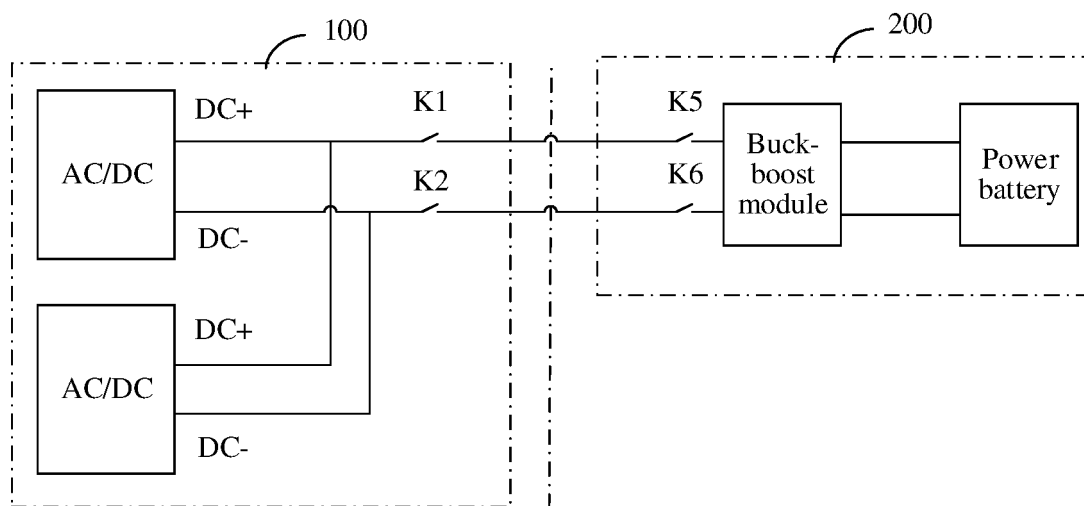 100
200
DC+
K1
K5
AC/DC
Buck-
boost
module
Power
battery
K2
K6
DC-
DC+
AC/DC
DC-